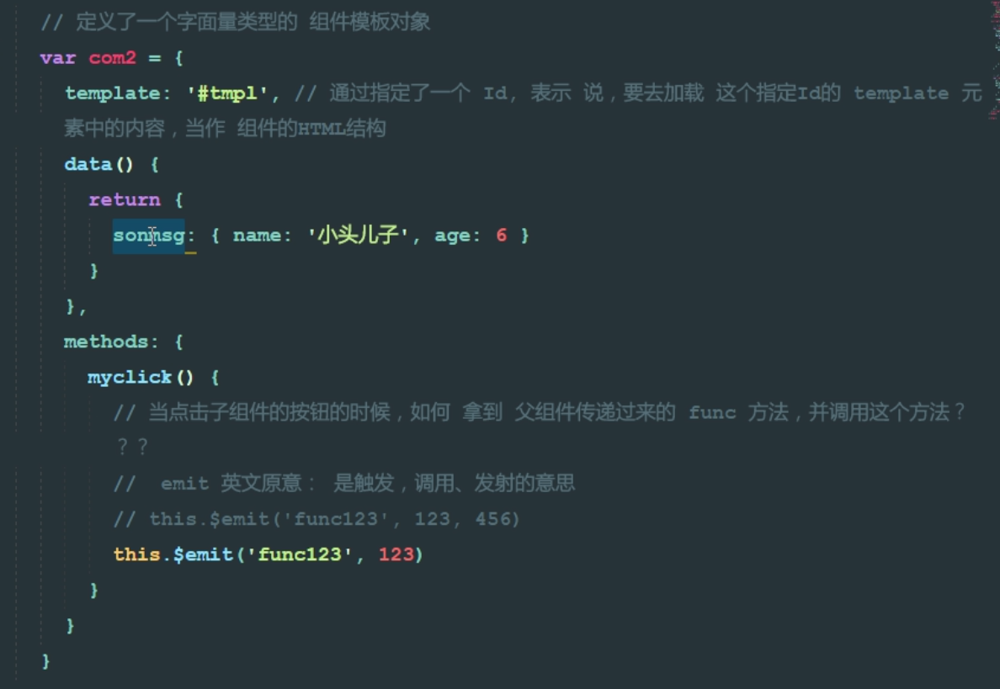 // 定义了一个字面量类型的 组件模板对象
var com2 = {
template: '#tmpl', // 通过指定了一个 Id, 表示 说，要去加载 这个指定Id的 template 元
素中的内容，当作 组件的HTML结构
data() {
return {
sonmsg: { name: '小头儿子', age: 6 }
}
},
methods: {
myclick() {
// 当点击子组件的按钮的时候，如何 拿到 父组件传递过来的 func 方法，并调用这个方法？
？？
//  emit 英文原意： 是触发，调用、发射的意思
// this.$emit('func123', 123, 456)
this.$emit('func123', 123)
}
}
}